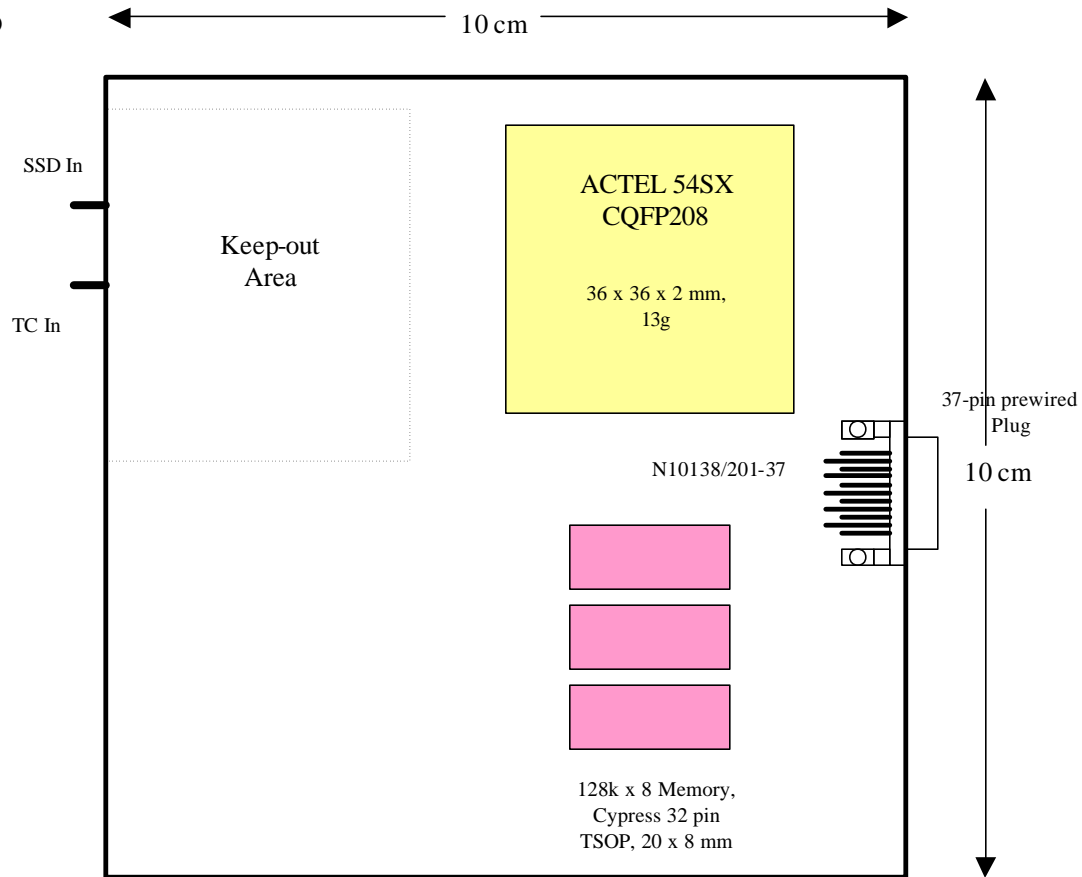 10 cm
SSD In
TC In
Keep-out
Area
ACTEL 54SX
CQFP208
36 x 36 x 2 mm,
13g
37-pin prewired
Plug
10 cm
N10138/201-37
128k x 8 Memory,
Cypress 32 pin
TSOP, 20 x 8 mm